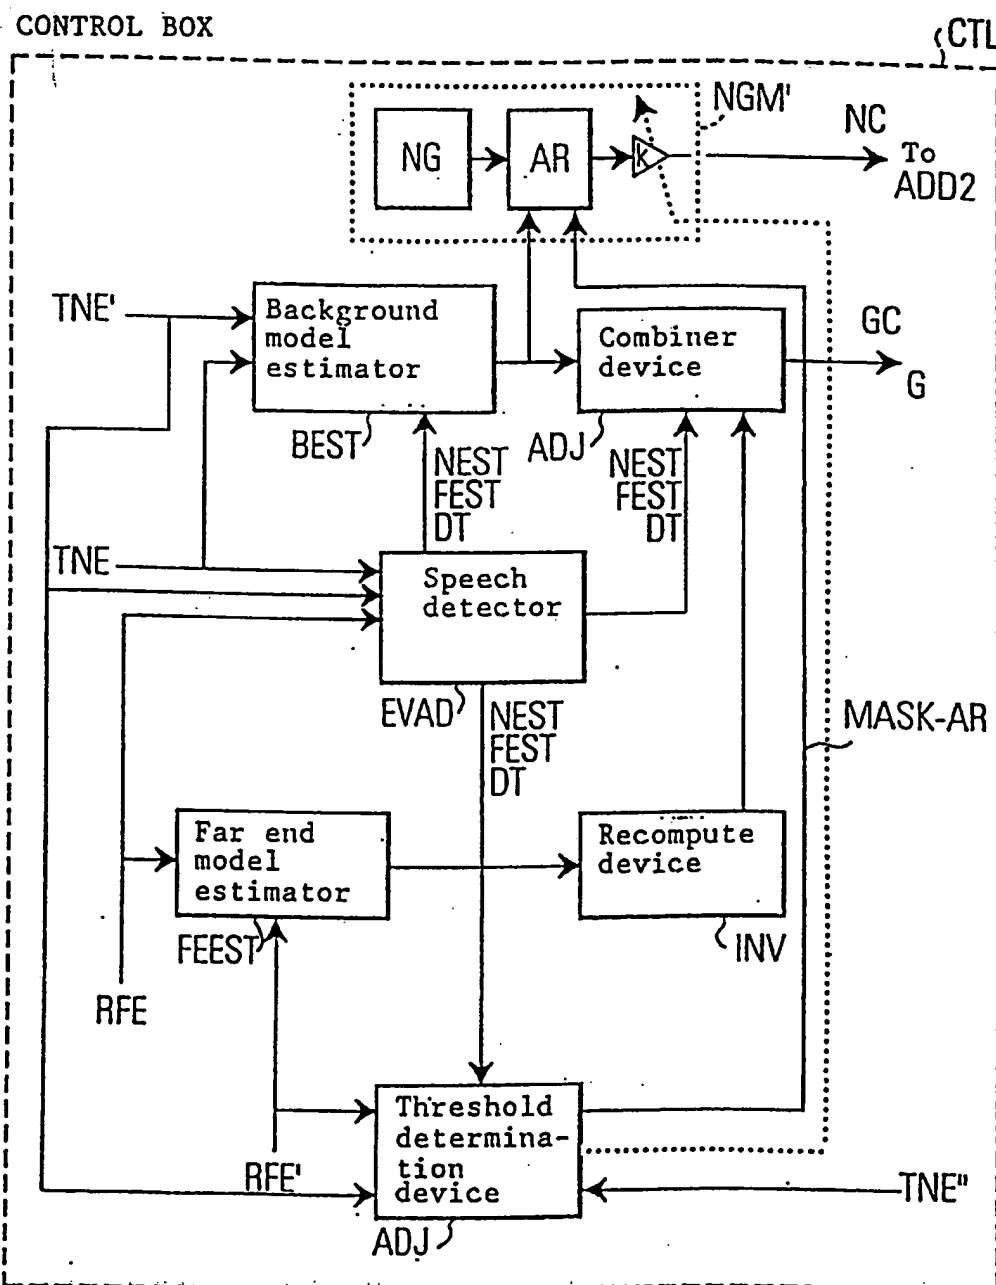 CONTROL BOX
CTL
NGM'
NG
AR
K
NC
To
ADD2
TNE'
Background
model
estimator
Combiner
device
GC
G
BEST
ADJ
NEST
FEST
DT
NEST
FEST
DT
TNE
Speech
detector
EVAD
NEST
FEST
DT
MASK-AR
Far end
model
estimator
Recompute
device
FEEST
INV
RFE
Threshold
determina-
tion
device
RFE'
TNE"
ADJ